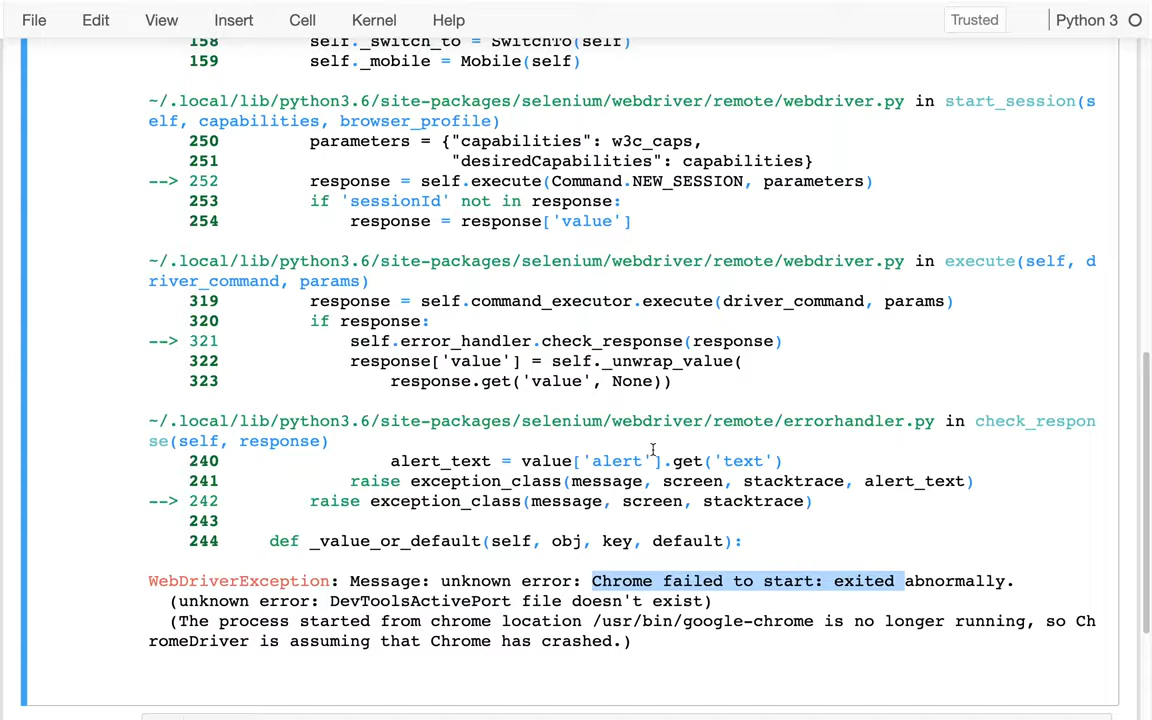 File Edit View Insert Cell Kernel Help Trusted Python 3
158 self._switch_to = SwitchTo(self)
159 self._mobile = Mobile(self)
~/.local/lib/python3.6/site-packages/selenium/webdriver/remote/webdriver.py in start_session(s
elf, capabilities, browser_profile)
250 parameters = {"capabilities": w3c_caps,
251 "desiredCapabilities": capabilities}
--> 252 response = self.execute(Command.NEW_SESSION, parameters)
253 if 'sessionId' not in response:
254 response = response['value']
~/.local/lib/python3.6/site-packages/selenium/webdriver/remote/webdriver.py in execute(self, d
river_command, params)
319 response = self.command_executor.execute(driver_command, params)
320 if response:
--> 321 self.error_handler.check_response(response)
322 response['value'] = self._unwrap_value(
323 response.get('value', None))
~/.local/lib/python3.6/site-packages/selenium/webdriver/remote/errorhandler.py in check_respon
se(self, response)
240 alert_text = value['alert'].get('text')
241 raise exception_class(message, screen, stacktrace, alert_text)
--> 242 raise exception_class(message, screen, stacktrace)
243
244 def _value_or_default(self, obj, key, default):
WebDriverException: Message: unknown error: Chrome failed to start: exited abnormally.
(unknown error: DevToolsActivePort file doesn't exist)
(The process started from chrome location /usr/bin/google-chrome is no longer running, so Ch
romeDriver is assuming that Chrome has crashed.)